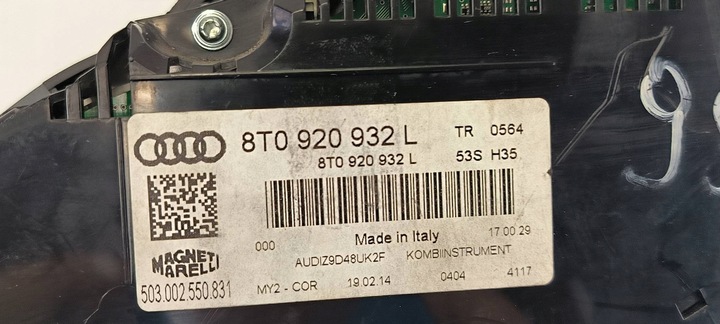 8T0 920 932 L TR 0564
8T0 920 932 L 53S H35
000 Made in Italy 17.00 29
AUDIZ9D48UK2F KOMBIINSTRUMENT
MAGNETI
MARELLI
503.002.550.831 MY2 - COR 19.02.14 0404 4117